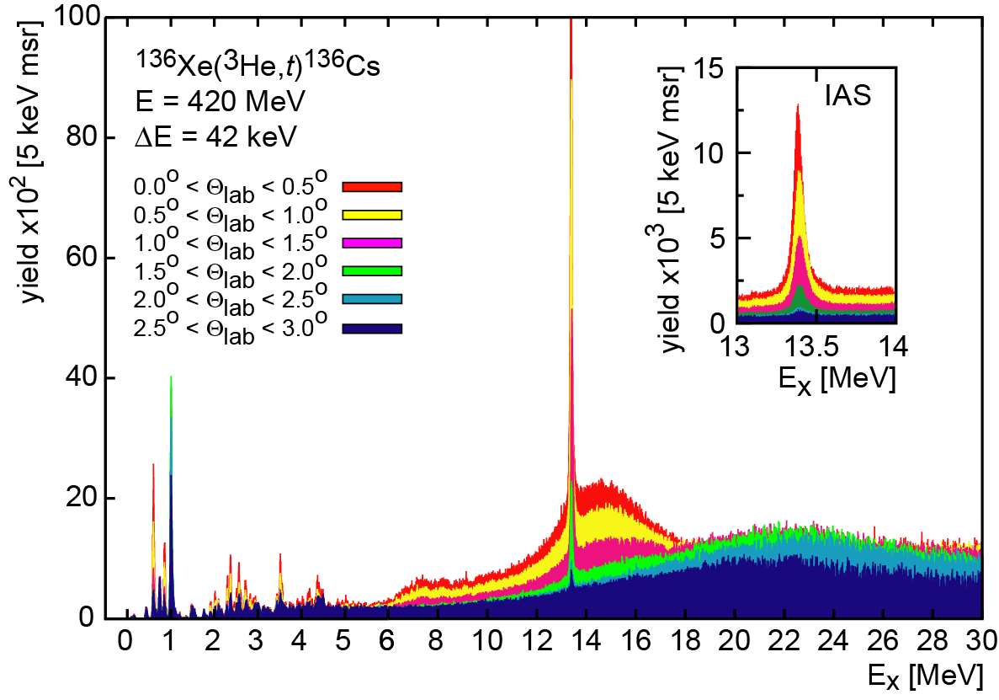 100
80
60
40
20
0
yield x10² [5 keV msr]
¹³⁶Xe(³He,t)¹³⁶Cs
E = 420 MeV
ΔE = 42 keV
0.0° < Θlab < 0.5°
0.5° < Θlab < 1.0°
1.0° < Θlab < 1.5°
1.5° < Θlab < 2.0°
2.0° < Θlab < 2.5°
2.5° < Θlab < 3.0°
IAS
15
10
5
0
yield x10³ [5 keV msr]
13 13.5 14
Ex [MeV]
0 1 2 3 4 5 6 8 10 12 14 16 18 20 22 24 26 28 30
Ex [MeV]